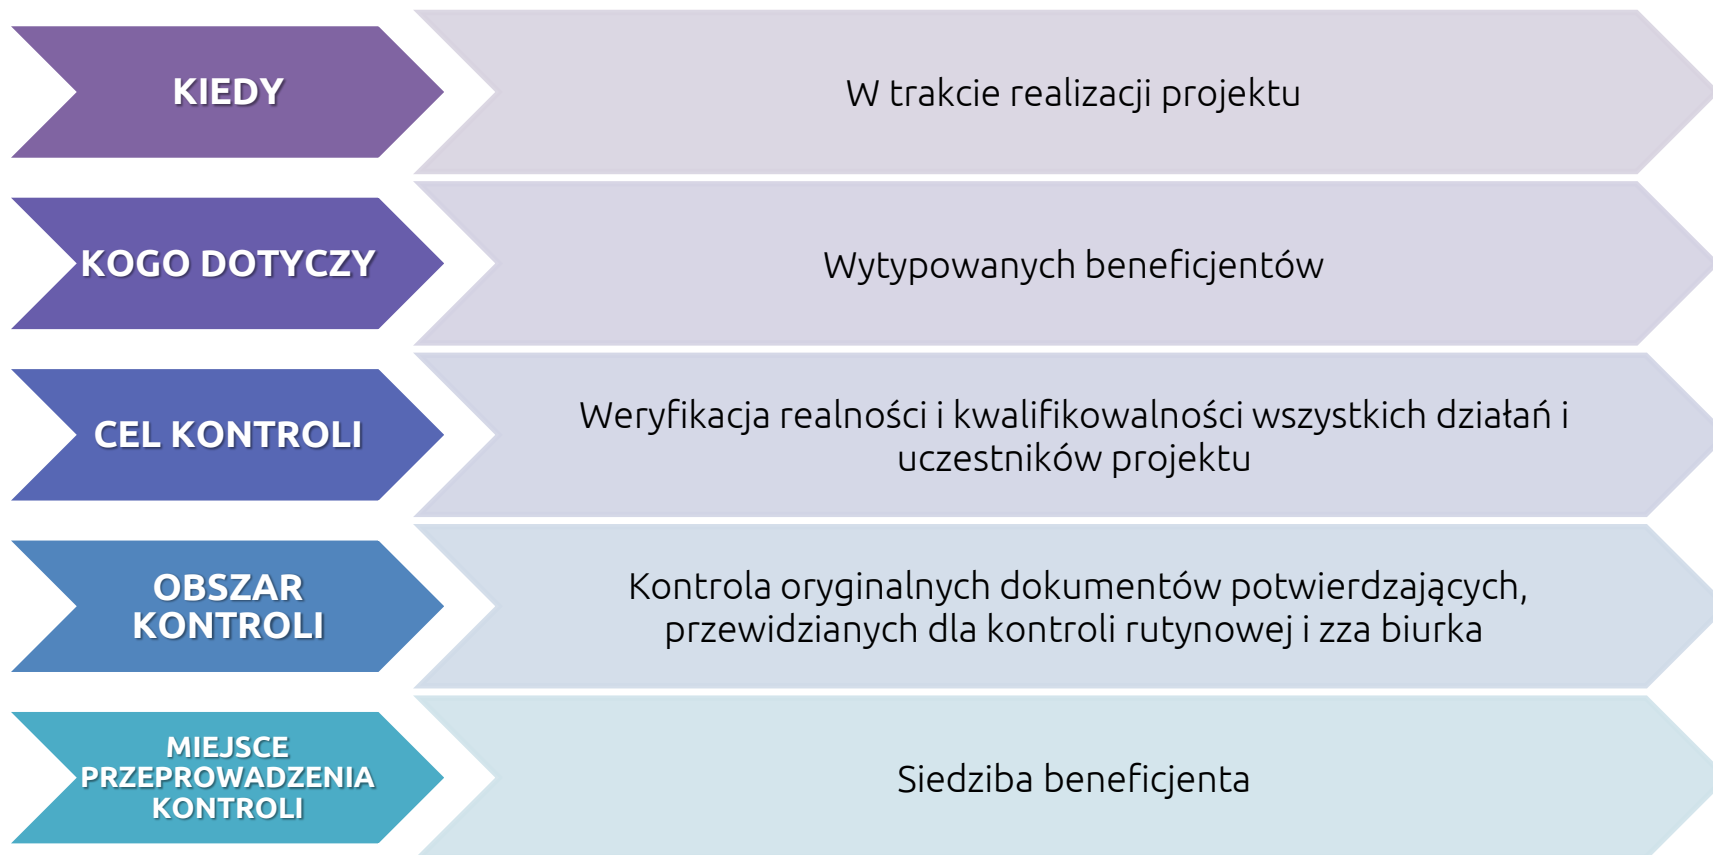 KIEDY
W trakcie realizacji projektu
KOGO DOTYCZY
Wytypowanych beneficjentów
CEL KONTROLI
Weryfikacja realności i kwalifikowalności wszystkich działań i
uczestników projektu
OBSZAR
KONTROLI
Kontrola oryginalnych dokumentów potwierdzających,
przewidzianych dla kontroli rutynowej i zza biurka
MIEJSCE
PRZEPROWADZENIA
KONTROLI
Siedziba beneficjenta